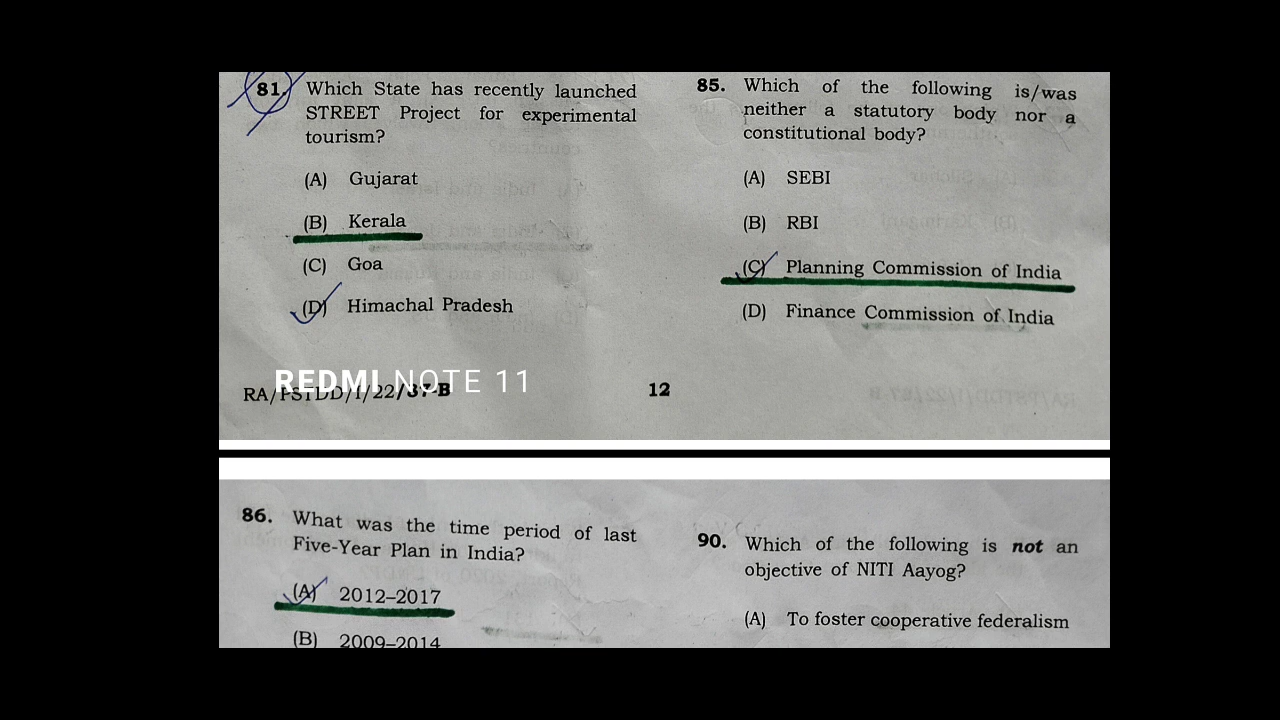 81. Which State has recently launched
STREET Project for experimental
tourism?
(A) Gujarat
(B) Kerala
(C) Goa
(D) Himachal Pradesh
REDMI NOTE 11
RA/PSTDD/I/22/37-B
12
85. Which of the following is/was
neither a statutory body nor a
constitutional body?
(A) SEBI
(B) RBI
(C) Planning Commission of India
(D) Finance Commission of India
86. What was the time period of last
Five-Year Plan in India?
(A) 2012–2017
(B) 2009–2014
90. Which of the following is not an
objective of NITI Aayog?
(A) To foster cooperative federalism